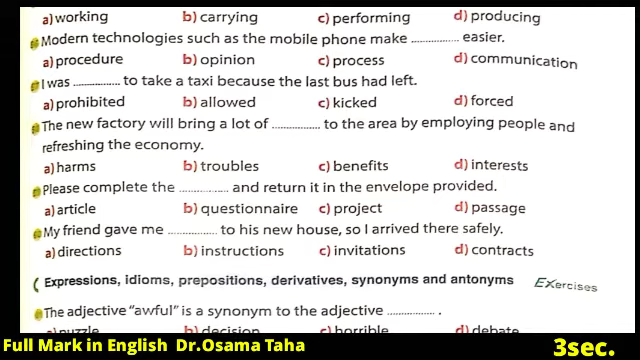 a) working b) carrying c) performing d) producing
Modern technologies such as the mobile phone make ............ easier.
a) procedure b) opinion c) process d) communication
I was ............ to take a taxi because the last bus had left.
a) prohibited b) allowed c) kicked d) forced
The new factory will bring a lot of ............ to the area by employing people and
refreshing the economy.
a) harms b) troubles c) benefits d) interests
Please complete the ............ and return it in the envelope provided.
a) article b) questionnaire c) project d) passage
My friend gave me ............ to his new house, so I arrived there safely.
a) directions b) instructions c) invitations d) contracts
( Expressions, idioms, prepositions, derivatives, synonyms and antonyms EXercises
The adjective "awful" is a synonym to the adjective ............ .
a) puzzle b) decision c) horrible d) debate
Full Mark in English Dr.Osama Taha 3sec.